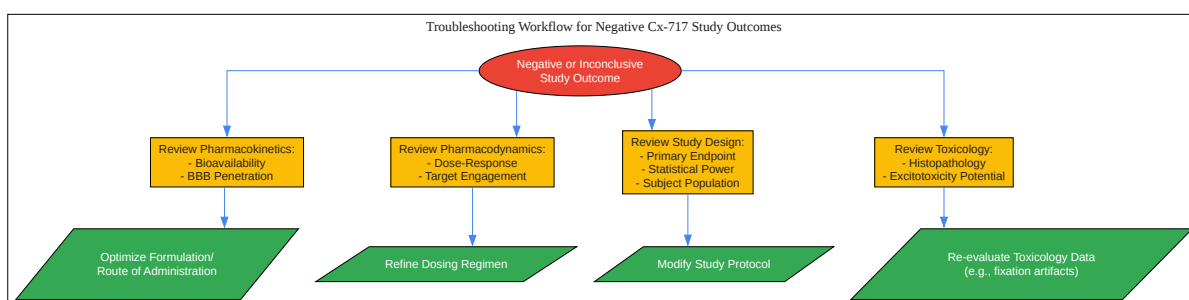 Troubleshooting Workflow for Negative Cx-717 Study Outcomes
Negative or Inconclusive
Study Outcome
Review Pharmacokinetics:
- Bioavailability
- BBB Penetration
Review Pharmacodynamics:
- Dose-Response
- Target Engagement
Review Study Design:
- Primary Endpoint
- Statistical Power
- Subject Population
Review Toxicology:
- Histopathology
- Excitotoxicity Potential
Optimize Formulation/
Route of Administration
Refine Dosing Regimen
Modify Study Protocol
Re-evaluate Toxicology Data
(e.g., fixation artifacts)